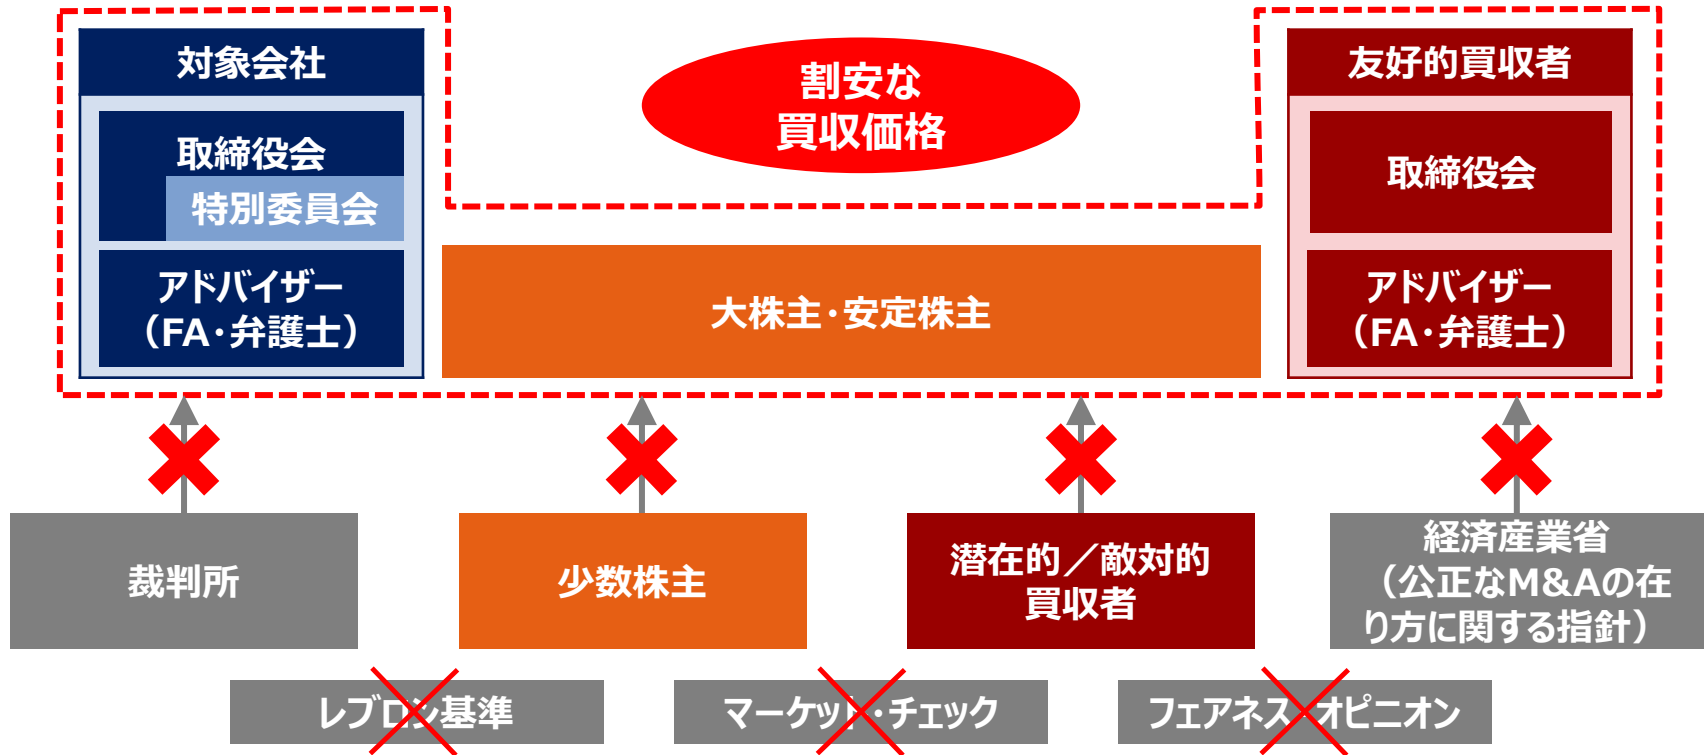 対象会社
取締役会
特別委員会
アドバイザー
（FA・弁護士）
割安な
買収価格
大株主・安定株主
友好的買収者
取締役会
アドバイザー
（FA・弁護士）
裁判所
少数株主
潜在的／敵対的
買収者
経済産業省
（公正なM&Aの在
り方に関する指針）
レブロン基準
マーケット・チェック
フェアネス・オピニオン